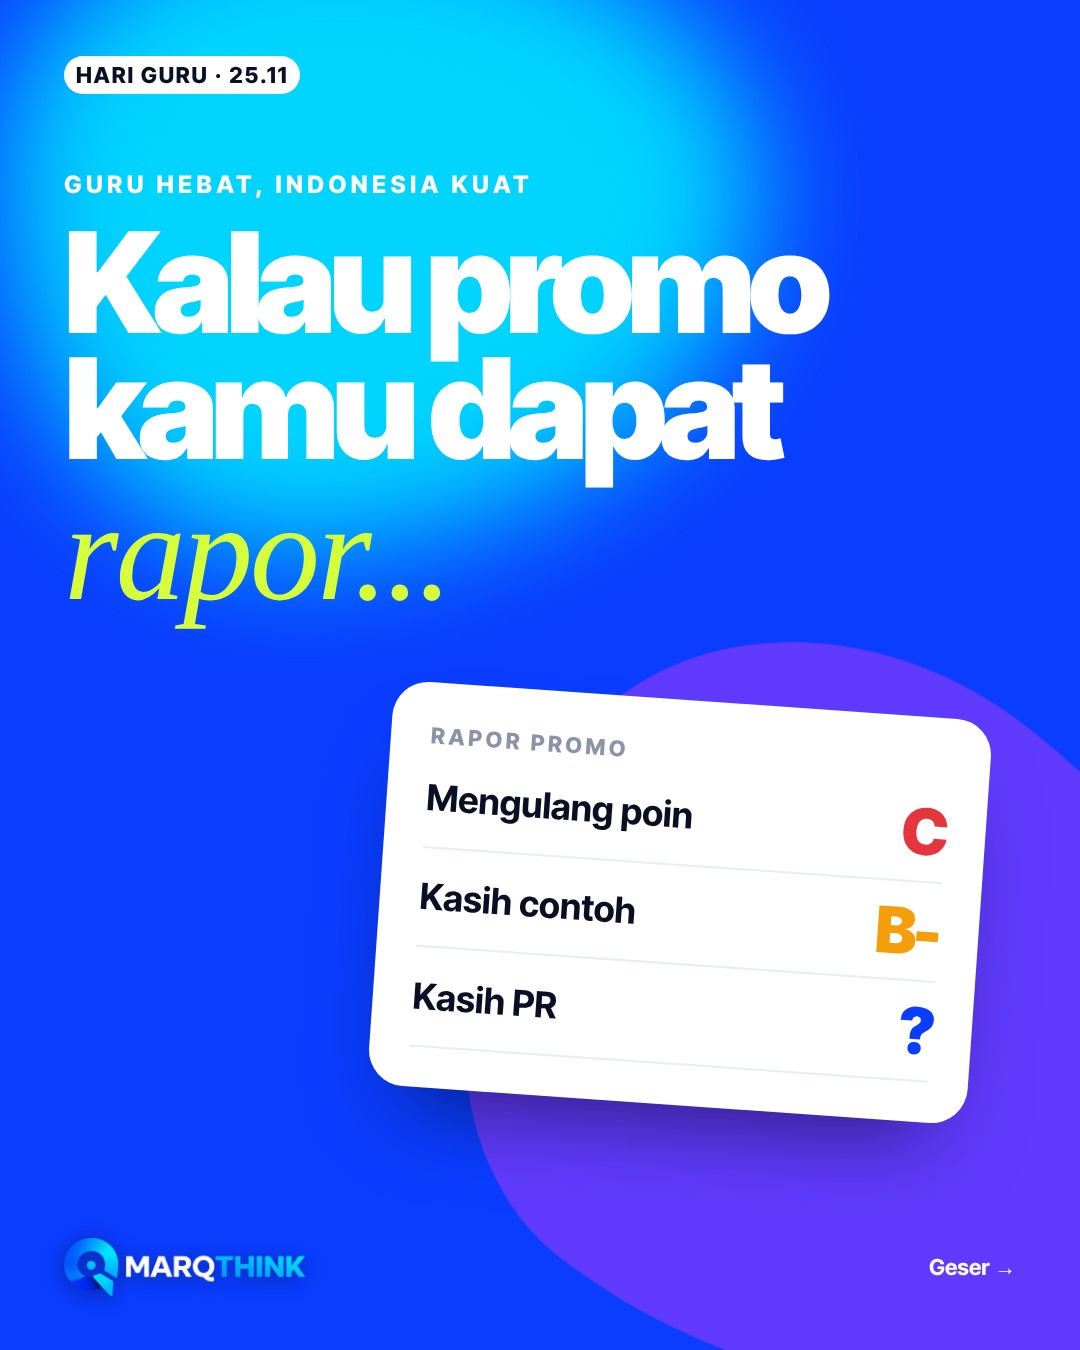 HARI GURU · 25.11
GURU HEBAT, INDONESIA KUAT
Kalau promo
kamu dapat
rapor...
RAPOR PROMO
Mengulang poin C
Kasih contoh B-
Kasih PR ?
MARQTHINK
Geser →